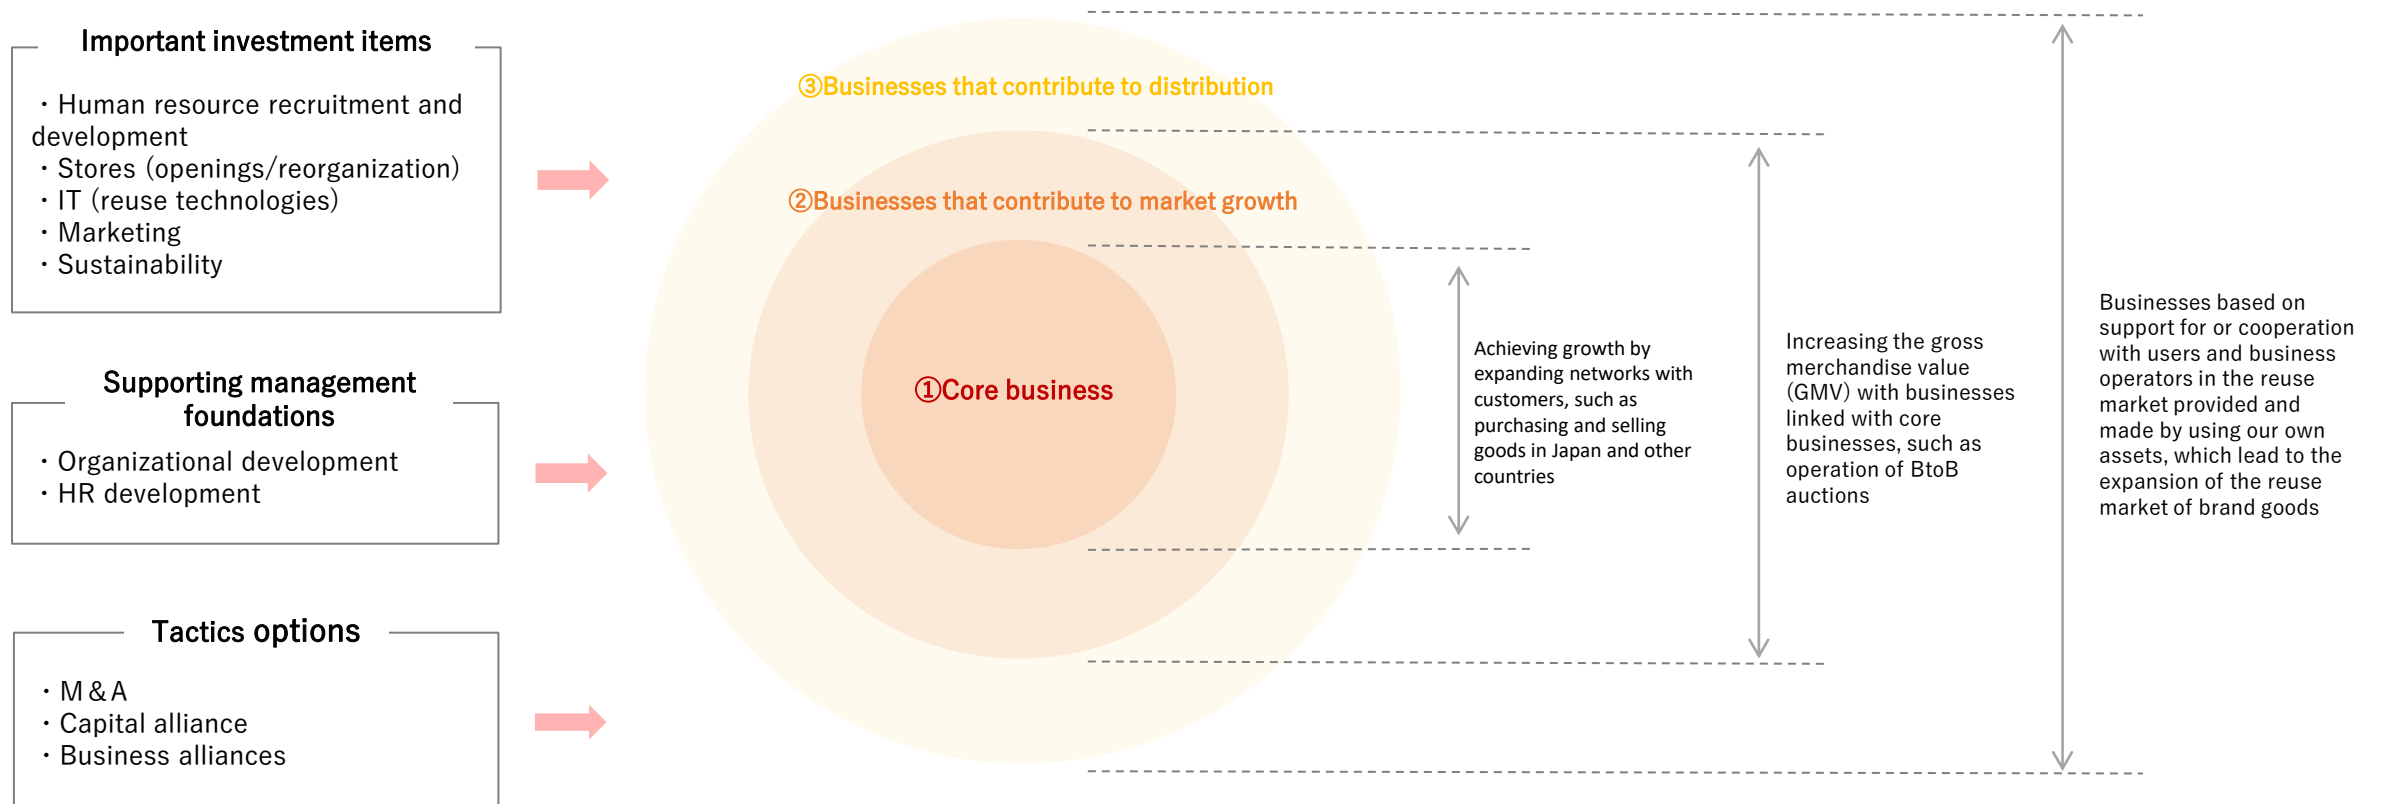 Important investment items
・Human resource recruitment and
development
・Stores (openings/reorganization)
・IT (reuse technologies)
・Marketing
・Sustainability
Supporting management
foundations
・Organizational development
・HR development
Tactics options
・M&A
・Capital alliance
・Business alliances
③Businesses that contribute to distribution
②Businesses that contribute to market growth
①Core business
Achieving growth by
expanding networks with
customers, such as
purchasing and selling
goods in Japan and other
countries
Increasing the gross
merchandise value
(GMV) with businesses
linked with core
businesses, such as
operation of BtoB
auctions
Businesses based on
support for or cooperation
with users and business
operators in the reuse
market provided and
made by using our own
assets, which lead to the
expansion of the reuse
market of brand goods